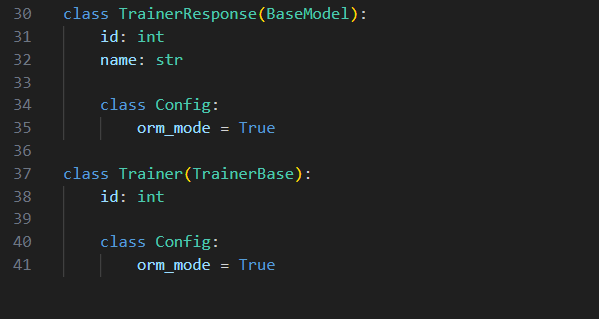 30 class TrainerResponse(BaseModel):
31     id: int
32     name: str
33
34     class Config:
35         orm_mode = True
36
37 class Trainer(TrainerBase):
38     id: int
39
40     class Config:
41         orm_mode = True